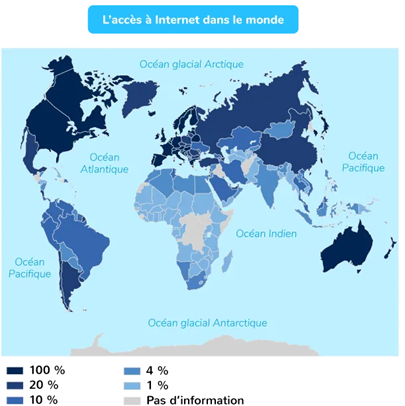 L'accès à Internet dans le monde
Océan glacial Arctique
Océan
Atlantique
Océan
Pacifique
Océan Indien
Océan
Pacifique
Océan glacial Antarctique
100 %
20 %
10 %
4 %
1 %
Pas d'information